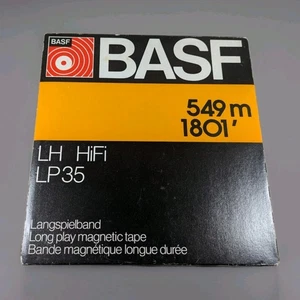 BASF
BASF
549 m
1801'
LH HiFi
LP35
Langspielband
Long play magnetic tape
Bande magnétique longue durée